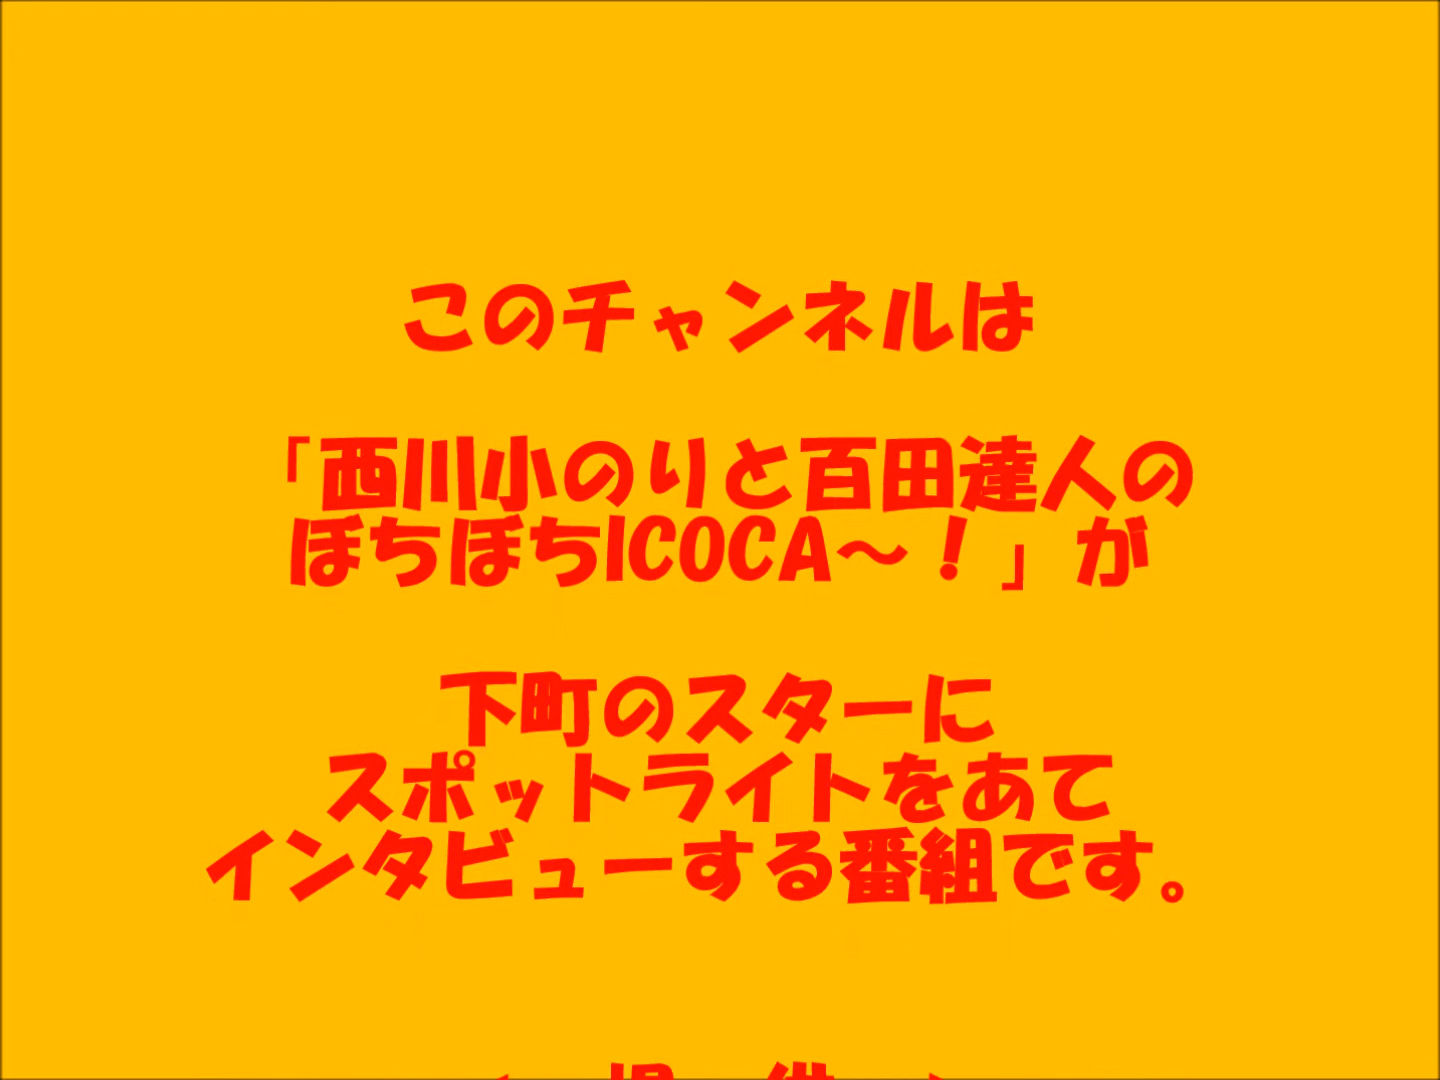 このチャンネルは
「西川小のりと百田達人の
ぼちぼちICOCA～！」が
下町のスターに
スポットライトをあて
インタビューする番組です。